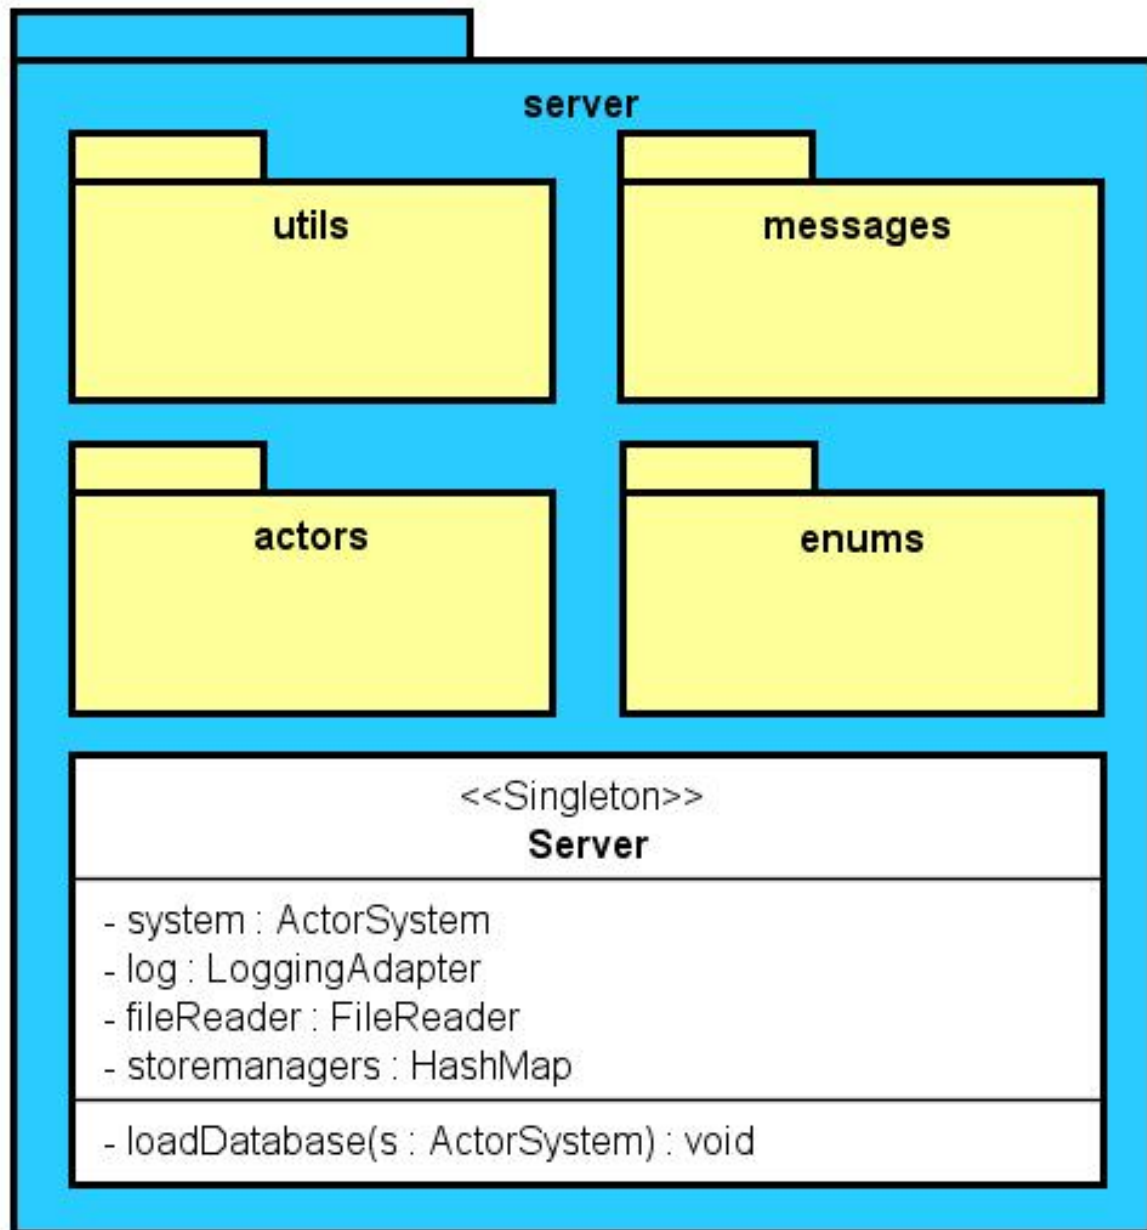 server
utils
messages
actors
enums
<<Singleton>>
Server
- system : ActorSystem
- log : LoggingAdapter
- fileReader : FileReader
- storemanagers : HashMap
- loadDatabase(s : ActorSystem) : void